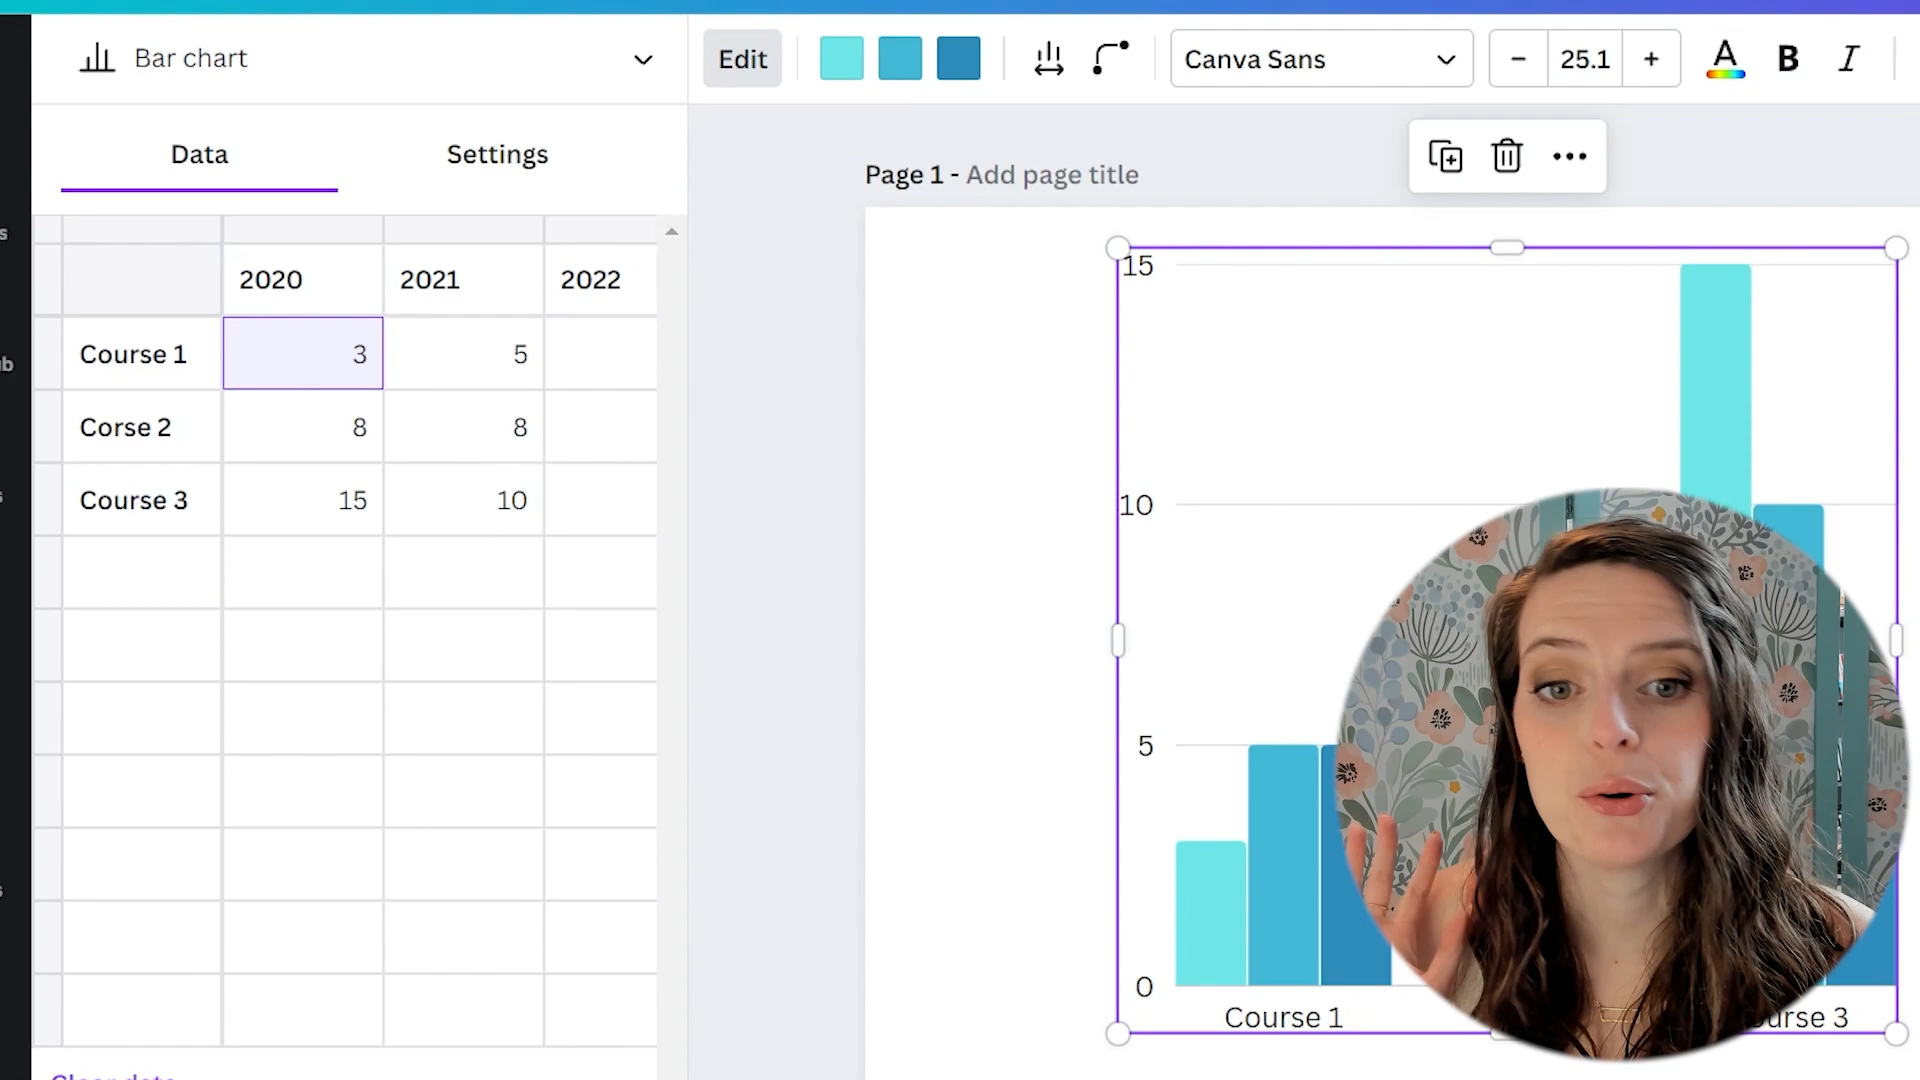 Bar chart
Edit
Canva Sans
25.1
A
B
I
Data
Settings
Page 1 - Add page title
2020 2021 2022
Course 1 3 5
Corse 2 8 8
Course 3 15 10
15
10
5
0
Course 1
Course 3